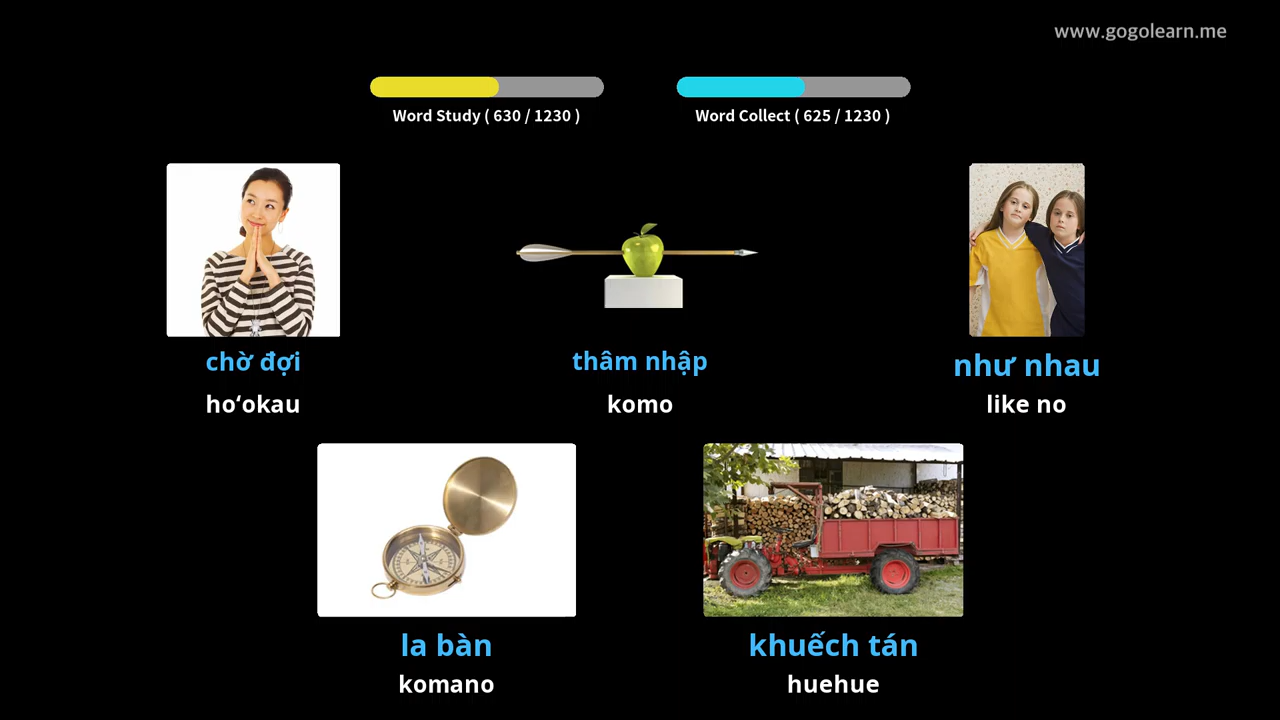 www.gogolearn.me
Word Study ( 630 / 1230 )
Word Collect ( 625 / 1230 )
chờ đợi
hoʻokau
thâm nhập
komo
như nhau
like no
la bàn
komano
khuếch tán
huehue